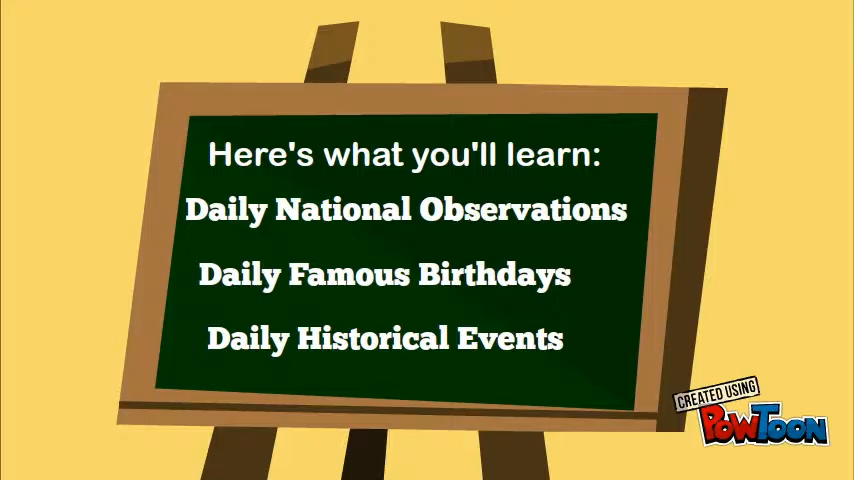 Here's what you'll learn:
Daily National Observations
Daily Famous Birthdays
Daily Historical Events
CREATED USING
POWTOON